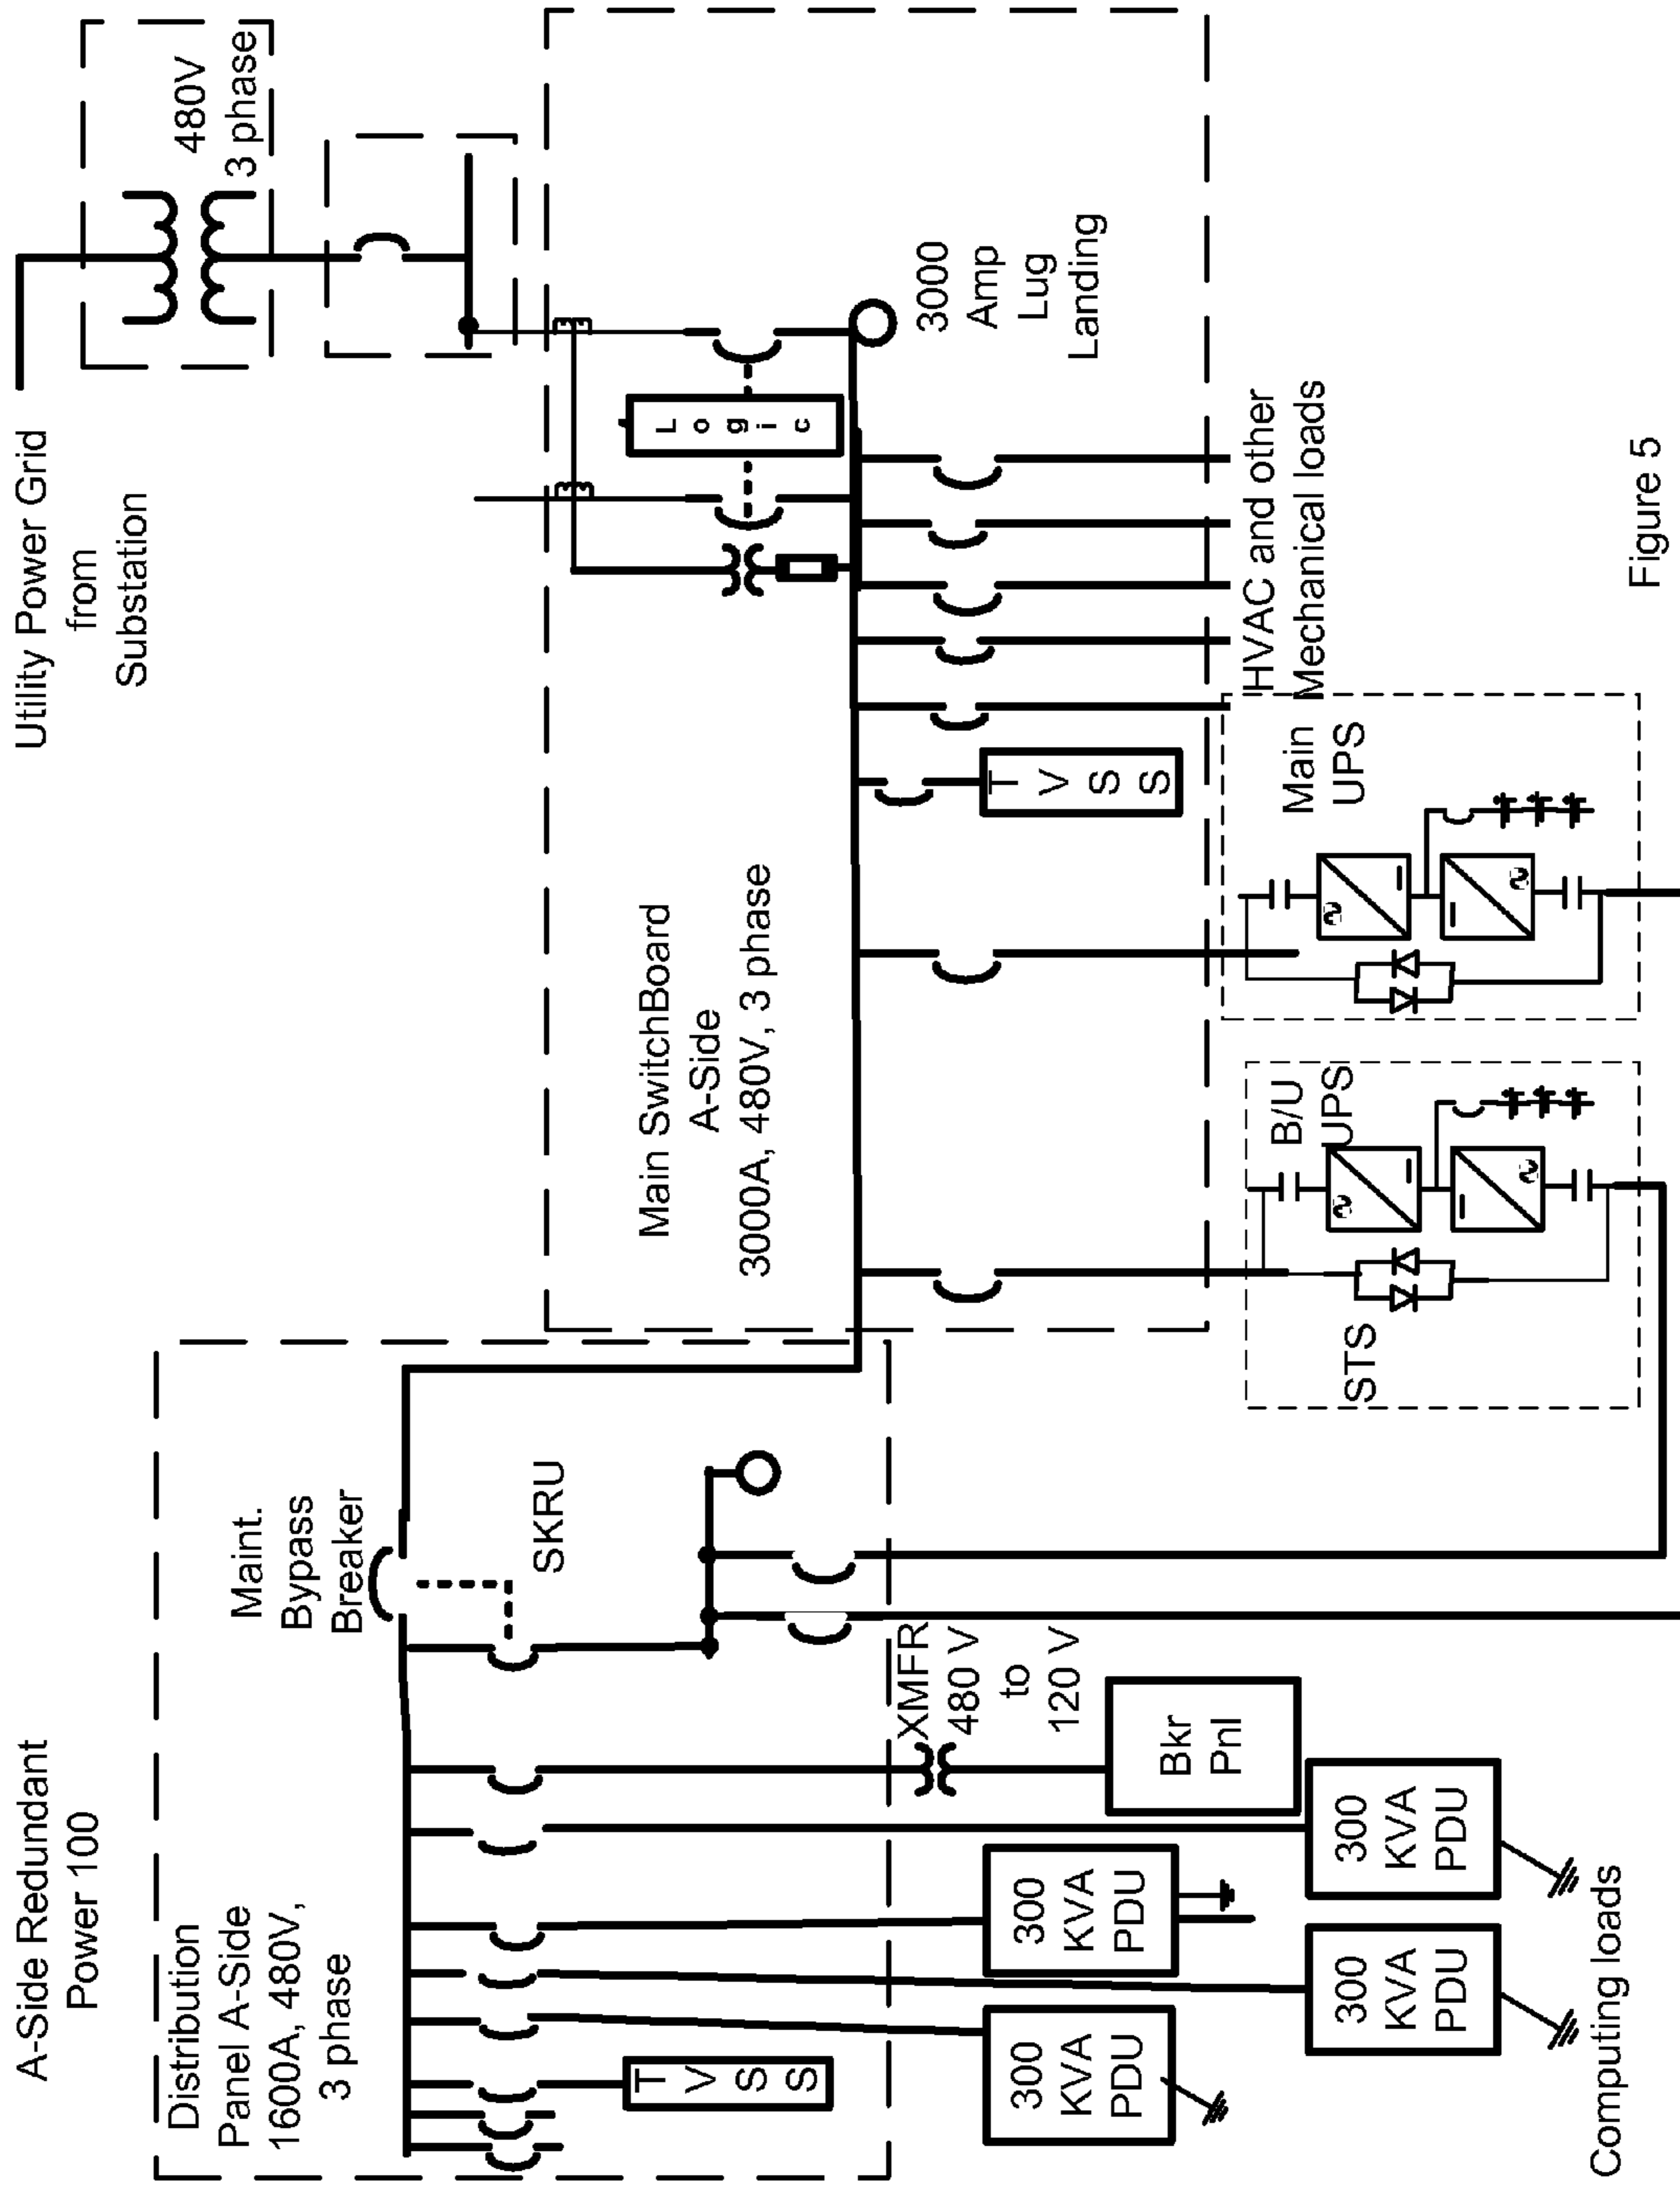 A-Side Redundant
Power 100
Utility Power Grid
from
Substation
480V
3 phase
Distribution
Panel A-Side
1600A, 480V,
3 phase
Maint.
Bypass
Breaker
SKRU
T
V
S
S
Main SwitchBoard
A-Side
3000A, 480V, 3 phase
L
o
g
i
c
3000
Amp
Lug
Landing
T
V
S
S
HVAC and other
Mechanical loads
XMFR
480 V
to
120 V
Bkr
Pnl
300
KVA
PDU
300
KVA
PDU
300
KVA
PDU
300
KVA
PDU
Computing loads
STS
B/U
UPS
Main
UPS
Figure 5